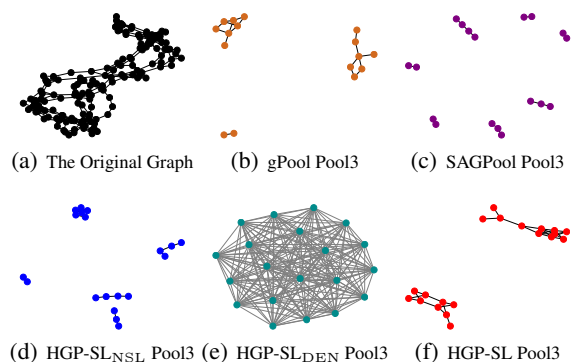 (a) The Original Graph
(b) gPool Pool3
(c) SAGPool Pool3
(d) HGP-SL_NSL Pool3
(e) HGP-SL_DEN Pool3
(f) HGP-SL Pool3